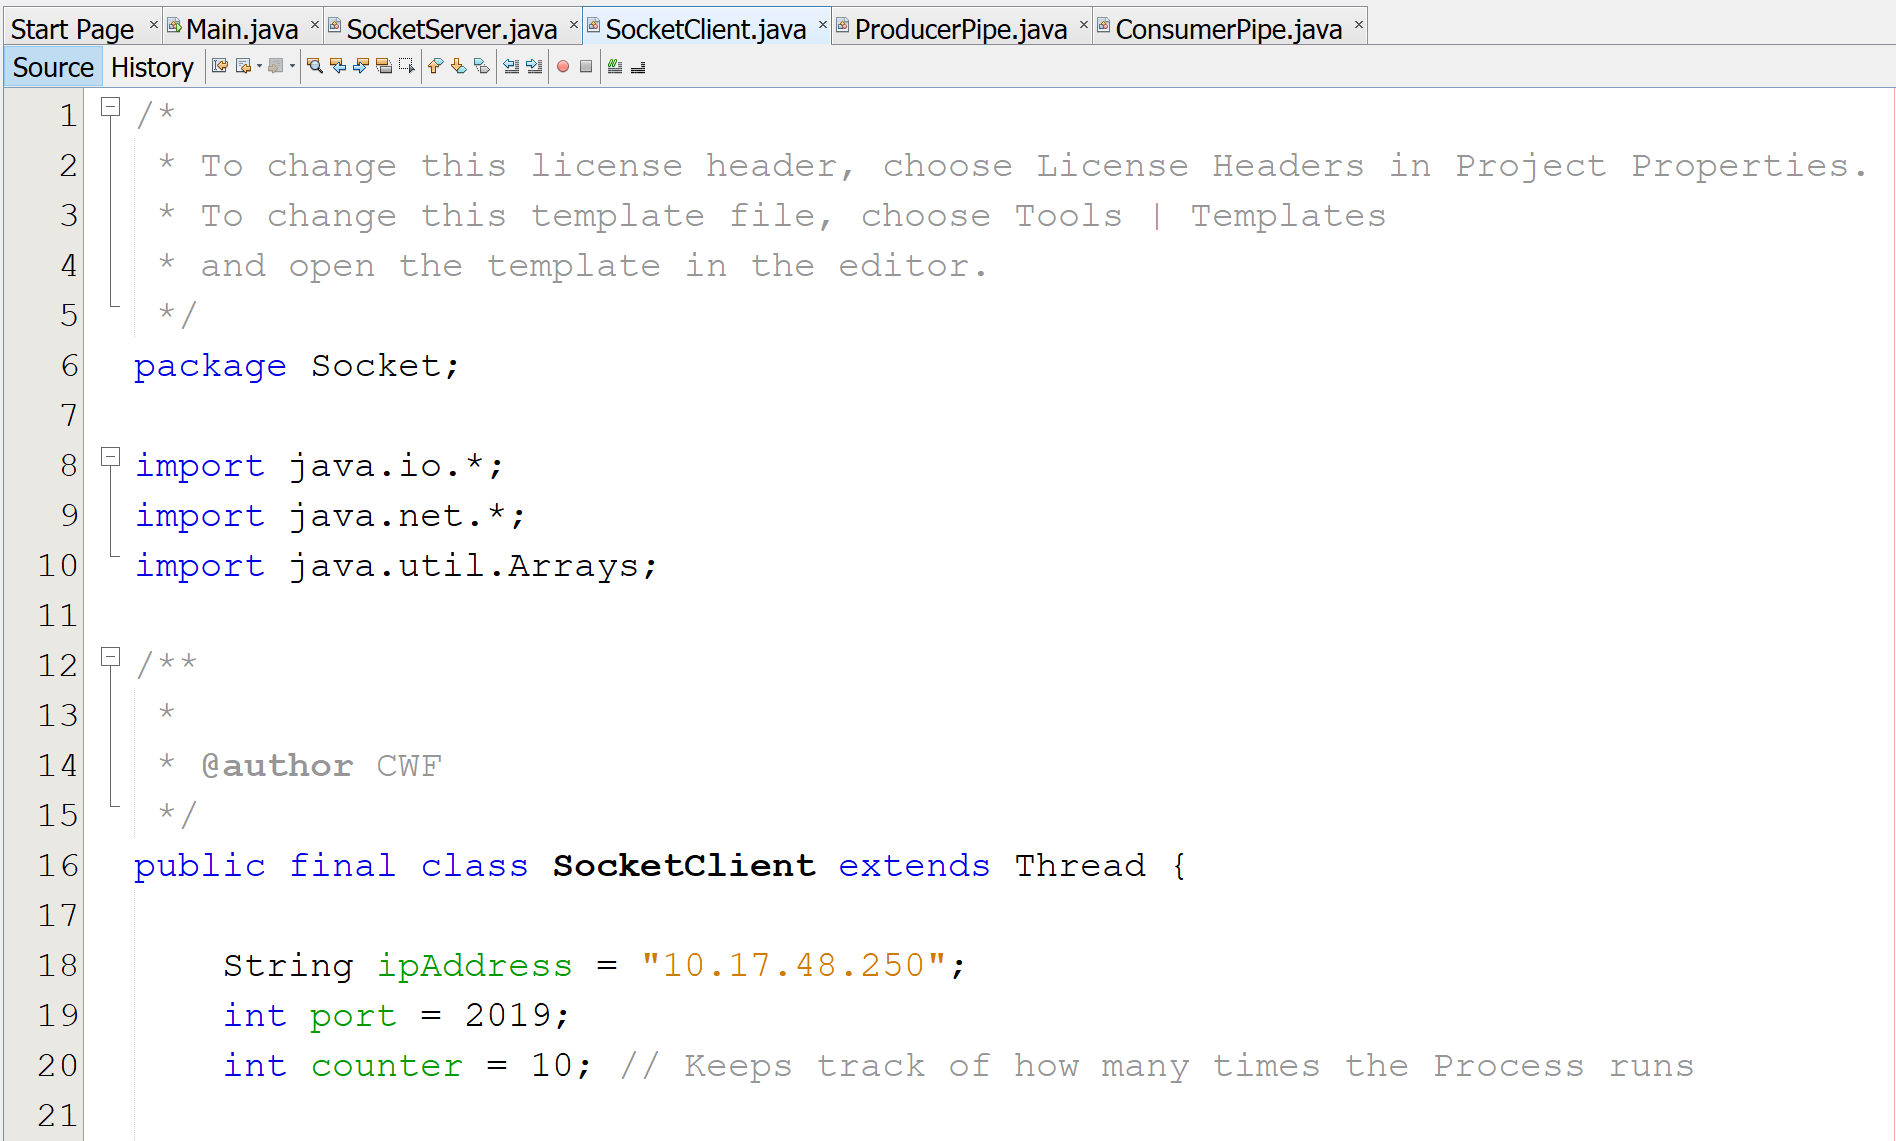 Start Page × Main.java × SocketServer.java × SocketClient.java × ProducerPipe.java × ConsumerPipe.java ×
Source History
1 /*
2  * To change this license header, choose License Headers in Project Properties.
3  * To change this template file, choose Tools | Templates
4  * and open the template in the editor.
5  */
6 package Socket;
7
8 import java.io.*;
9 import java.net.*;
10 import java.util.Arrays;
11
12 /**
13  *
14  * @author CWF
15  */
16 public final class SocketClient extends Thread {
17
18     String ipAddress = "10.17.48.250";
19     int port = 2019;
20     int counter = 10; // Keeps track of how many times the Process runs
21